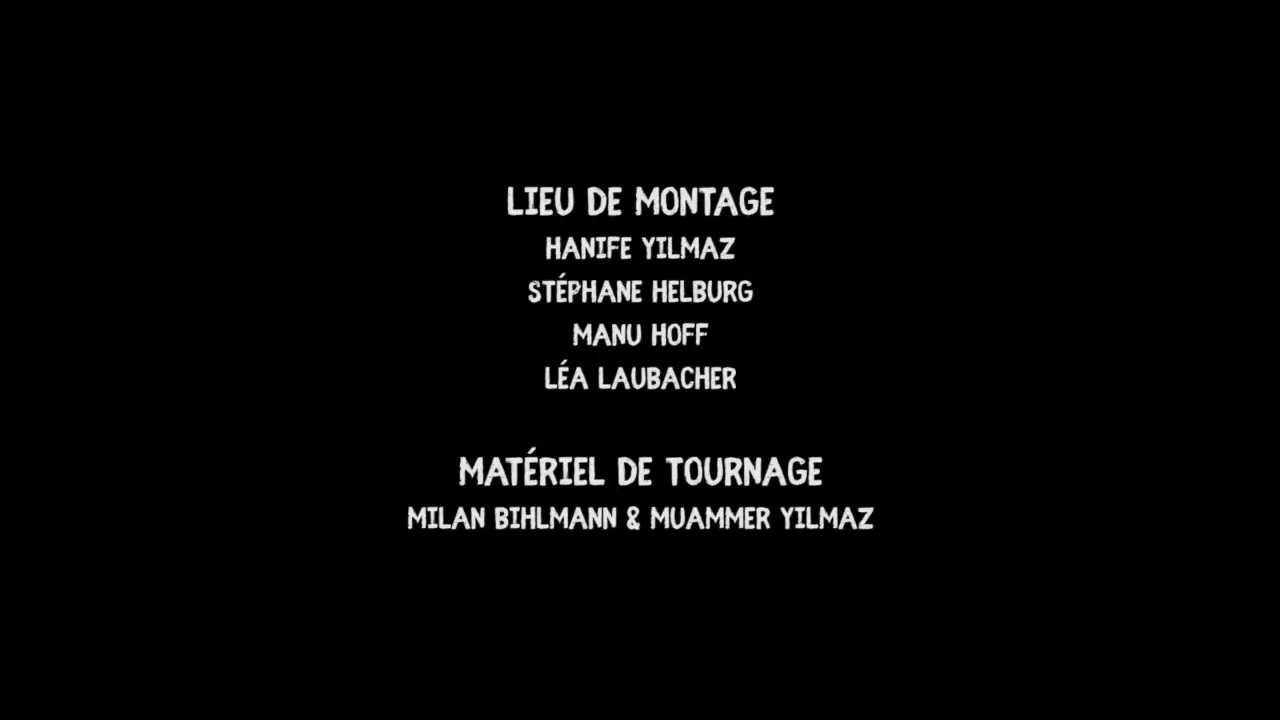 LIEU DE MONTAGE
HANIFE YILMAZ
STÉPHANE HELBURG
MANU HOFF
LÉA LAUBACHER
MATÉRIEL DE TOURNAGE
MILAN BIHLMANN & MUAMMER YILMAZ